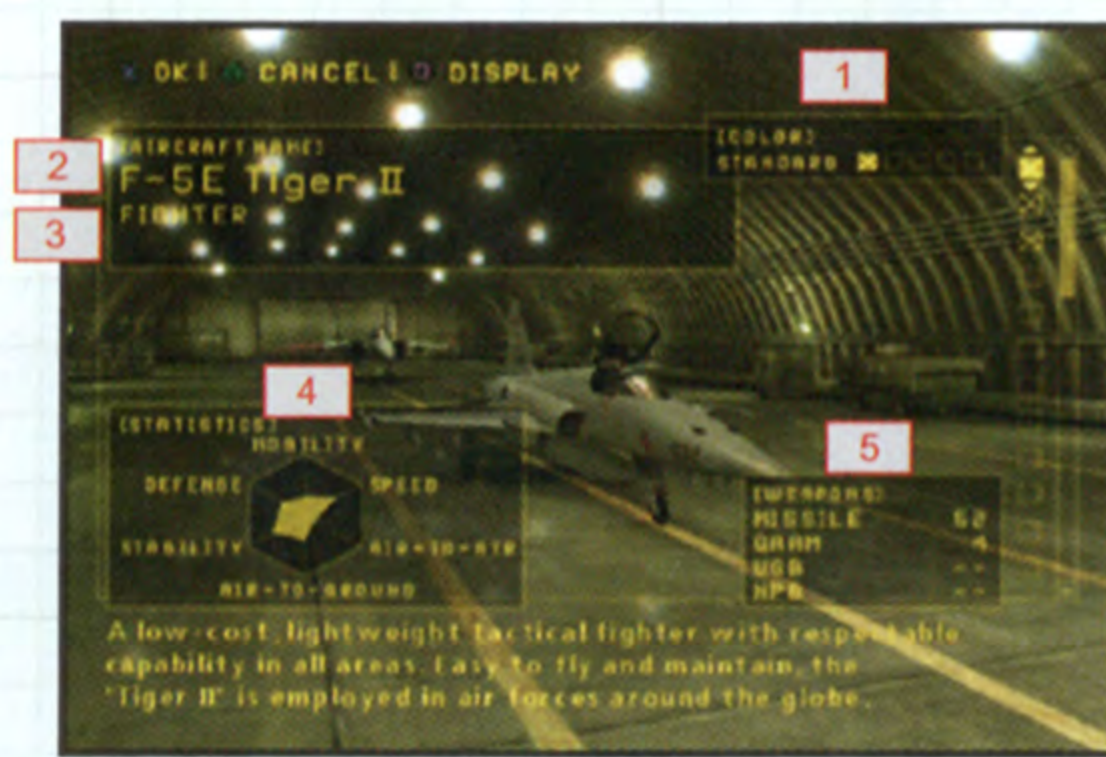 OK CANCEL DISPLAY
1
[COLOR]
STANDARD
2
[AIRCRAFT NAME]
F-5E Tiger II
3
FIGHTER
4
[STATISTICS]
MOBILITY
DEFENSE SPEED
STABILITY AIR-TO-AIR
AIR-TO-GROUND
5
[WEAPONS]
MISSILE 52
QAAM 4
UGB --
NPB --
A low-cost, lightweight tactical fighter with respectable
capability in all areas. Easy to fly and maintain, the
"Tiger II" is employed in air forces around the globe.